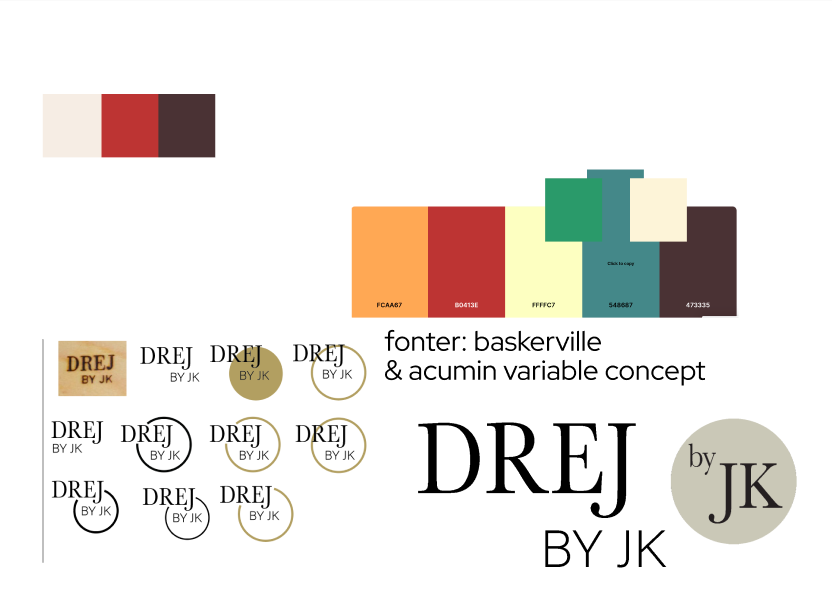 Click to copy
FCAA67
B0413E
FFFFC7
548687
473335
fonter: baskerville
& acumin variable concept
DREJ
BY JK
DREJ
BY JK
DREJ
BY JK
DREJ
BY JK
DREJ
BY JK
DREJ
BY JK
DREJ
BY JK
DREJ
BY JK
DREJ
BY JK
DREJ
BY JK
DREJ
BY JK
DREJ
BY JK
by
JK